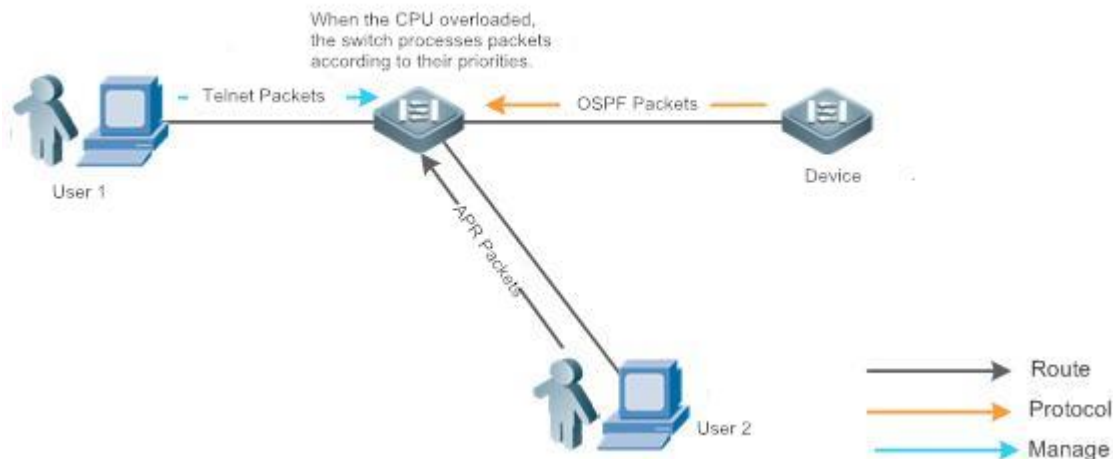 When the CPU overloaded,
the switch processes packets
according to their priorities.
Telnet Packets
OSPF Packets
User 1
Device
APR Packets
User 2
Route
Protocol
Manage